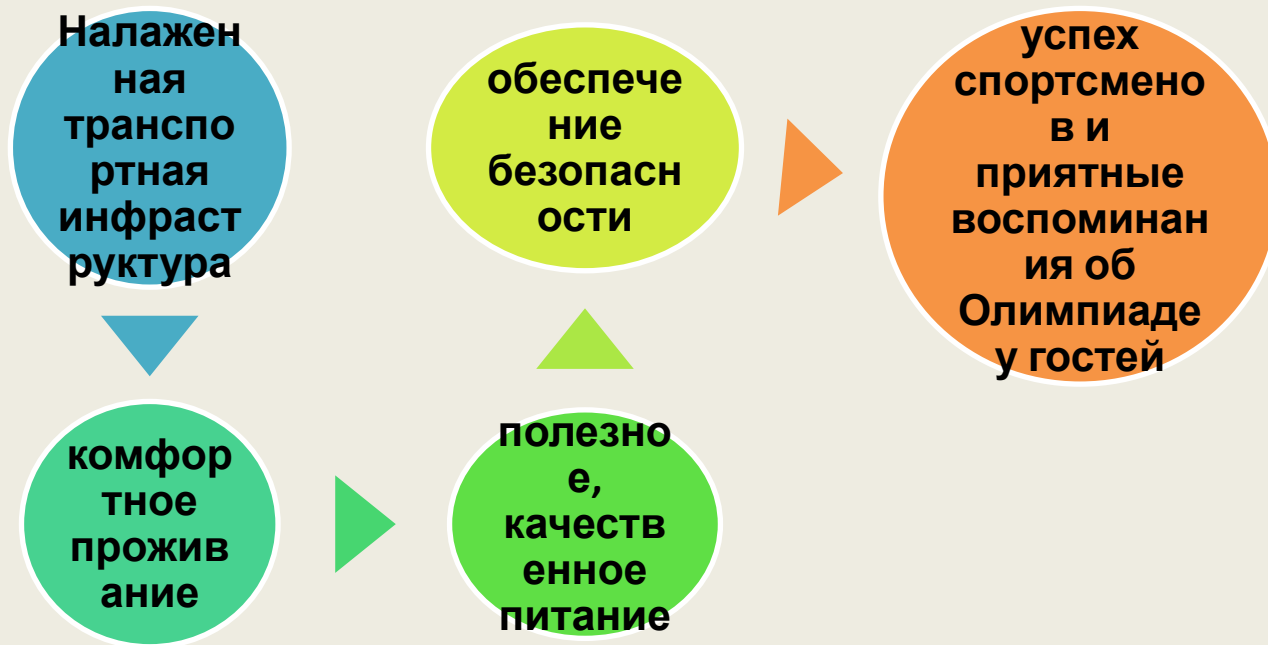 Налажен
ная
транспо
ртная
инфраст
руктура
комфор
тное
прожив
ание
полезно
е,
качеств
енное
питание
обеспече
ние
безопасн
ости
успех
спортсмено
в и
приятные
воспоминан
ия об
Олимпиаде
у гостей